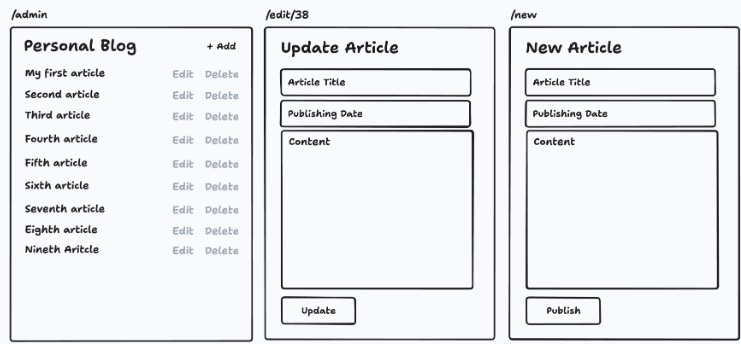 /admin
Personal Blog + Add
My first article Edit Delete
Second article Edit Delete
Third article Edit Delete
Fourth article Edit Delete
Fifth article Edit Delete
Sixth article Edit Delete
Seventh article Edit Delete
Eighth article Edit Delete
Nineth Aritcle Edit Delete
/edit/38
Update Article
Article Title
Publishing Date
Content
Update
/new
New Article
Article Title
Publishing Date
Content
Publish